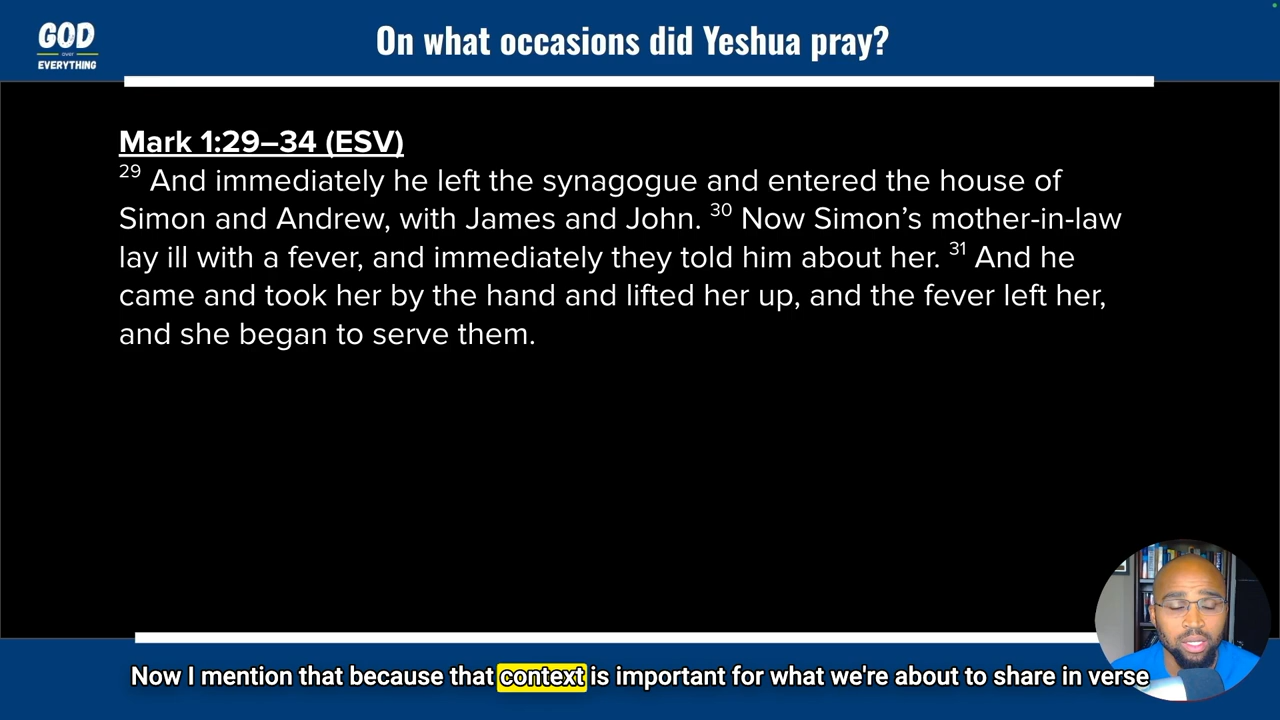 GOD
OVER
EVERYTHING
On what occasions did Yeshua pray?
Mark 1:29–34 (ESV)
29 And immediately he left the synagogue and entered the house of
Simon and Andrew, with James and John. 30 Now Simon’s mother-in-law
lay ill with a fever, and immediately they told him about her. 31 And he
came and took her by the hand and lifted her up, and the fever left her,
and she began to serve them.
Now I mention that because that context is important for what we're about to share in verse